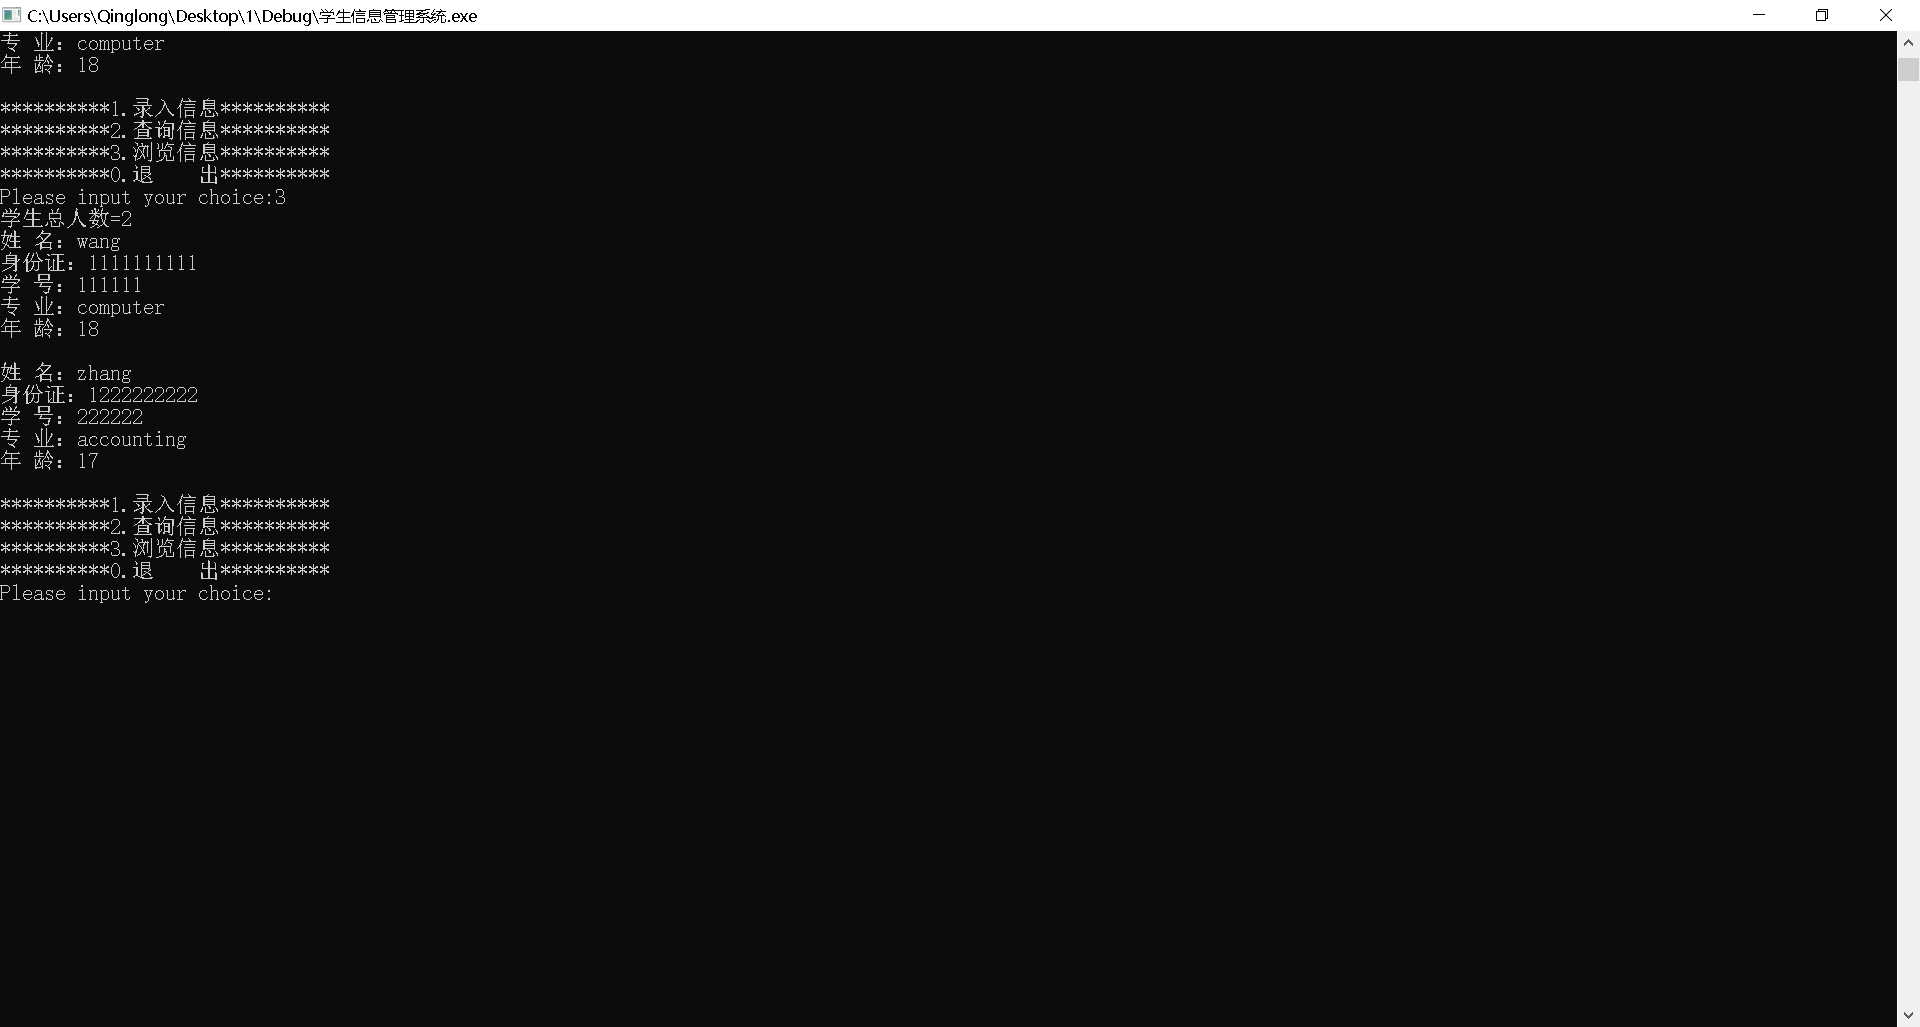 C:\Users\Qinglong\Desktop\1\Debug\学生信息管理系统.exe
专 业：computer
年 龄：18
**********1.录入信息**********
**********2.查询信息**********
**********3.浏览信息**********
**********0.退    出**********
Please input your choice:3
学生总人数=2
姓 名：wang
身份证：1111111111
学 号：111111
专 业：computer
年 龄：18
姓 名：zhang
身份证：1222222222
学 号：222222
专 业：accounting
年 龄：17
**********1.录入信息**********
**********2.查询信息**********
**********3.浏览信息**********
**********0.退    出**********
Please input your choice: